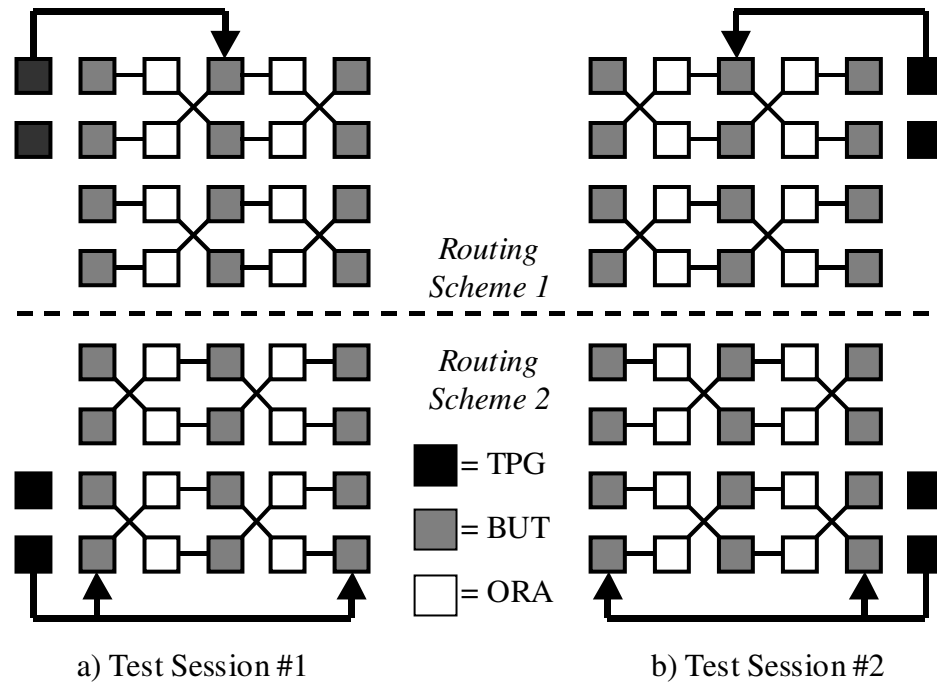 Routing
Scheme 1
Routing
Scheme 2
= TPG
= BUT
= ORA
a) Test Session #1
b) Test Session #2